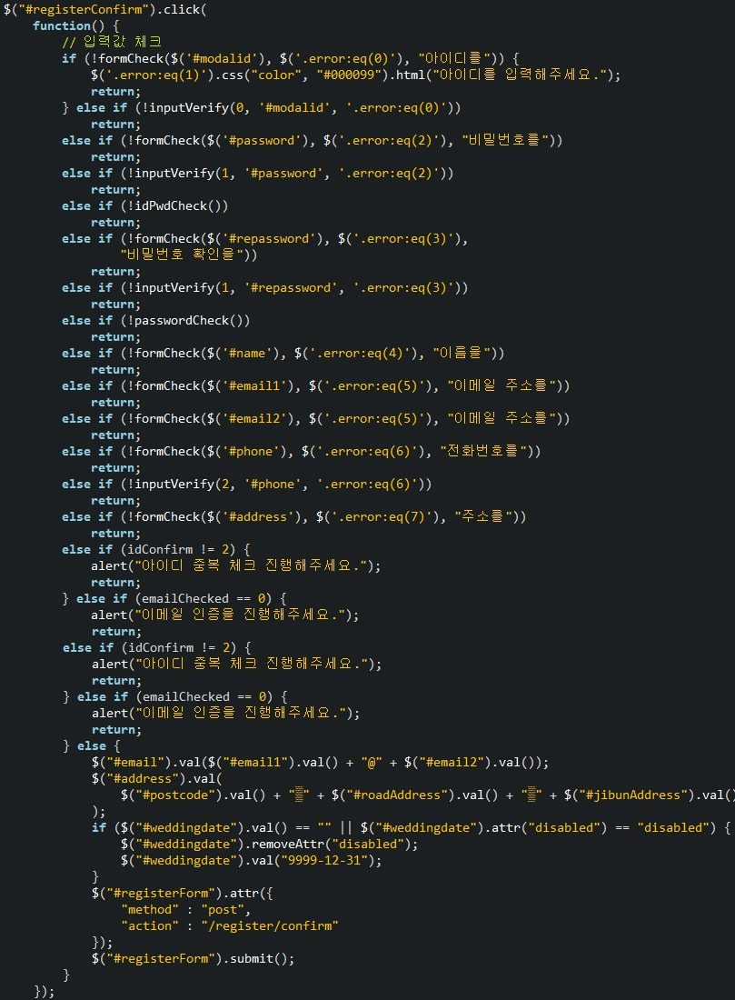 $("#registerConfirm").click(
function() {
// 입력값 체크
if (!formCheck($('#modalid'), $('.error:eq(0)'), "아이디를")) {
$('.error:eq(1)').css("color", "#000099").html("아이디를 입력해주세요.");
return;
} else if (!inputVerify(0, '#modalid', '.error:eq(0)'))
return;
else if (!formCheck($('#password'), $('.error:eq(2)'), "비밀번호를"))
return;
else if (!inputVerify(1, '#password', '.error:eq(2)'))
return;
else if (!idPwdCheck())
return;
else if (!formCheck($('#repassword'), $('.error:eq(3)'),
"비밀번호 확인을"))
return;
else if (!inputVerify(1, '#repassword', '.error:eq(3)'))
return;
else if (!passwordCheck())
return;
else if (!formCheck($('#name'), $('.error:eq(4)'), "이름을"))
return;
else if (!formCheck($('#email1'), $('.error:eq(5)'), "이메일 주소를"))
return;
else if (!formCheck($('#email2'), $('.error:eq(5)'), "이메일 주소를"))
return;
else if (!formCheck($('#phone'), $('.error:eq(6)'), "전화번호를"))
return;
else if (!inputVerify(2, '#phone', '.error:eq(6)'))
return;
else if (!formCheck($('#address'), $('.error:eq(7)'), "주소를"))
return;
else if (idConfirm != 2) {
alert("아이디 중복 체크 진행해주세요.");
return;
} else if (emailChecked == 0) {
alert("이메일 인증을 진행해주세요.");
return;
else if (idConfirm != 2) {
alert("아이디 중복 체크 진행해주세요.");
return;
} else if (emailChecked == 0) {
alert("이메일 인증을 진행해주세요.");
return;
} else {
$("#email").val($("#email1").val() + "@" + $("#email2").val());
$("#address").val(
$("#postcode").val() + "▒" + $("#roadAddress").val() + "▒" + $("#jibunAddress").val()
);
if ($("#weddingdate").val() == "" || $("#weddingdate").attr("disabled") == "disabled") {
$("#weddingdate").removeAttr("disabled");
$("#weddingdate").val("9999-12-31");
}
$("#registerForm").attr({
"method" : "post",
"action" : "/register/confirm"
});
$("#registerForm").submit();
}
});